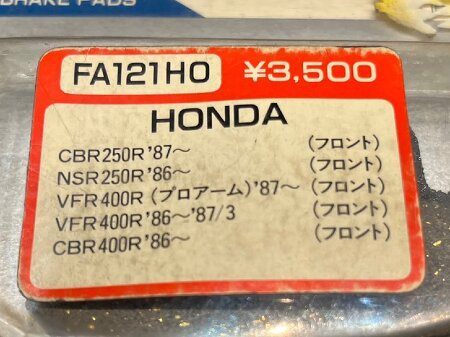 BRAKE PADS
FA121HO ¥3,500
HONDA
CBR250R'87～ (フロント)
NSR250R'86～ (フロント)
VFR400R (プロアーム)'87～ (フロント)
VFR400R'86～'87/3 (フロント)
CBR400R'86～ (フロント)